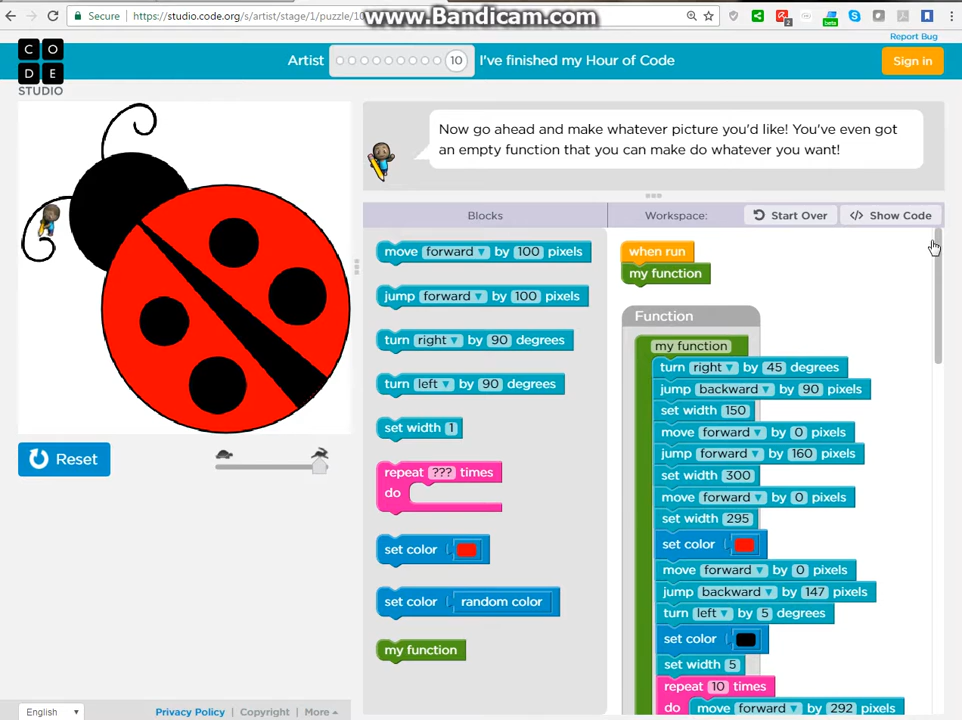 Secure
https://studio.code.org/s/artist/stage/1/puzzle/10
www.Bandicam.com
2
beta
Report Bug
C O
D E
STUDIO
Artist
10
I've finished my Hour of Code
Sign in
Now go ahead and make whatever picture you'd like! You've even got
an empty function that you can make do whatever you want!
Blocks
Workspace:
Start Over
</> Show Code
move forward by 100 pixels
jump forward by 100 pixels
turn right by 90 degrees
turn left by 90 degrees
set width 1
repeat ??? times
do
set color
set color random color
my function
when run
my function
Function
my function
turn right by 45 degrees
jump backward by 90 pixels
set width 150
move forward by 0 pixels
jump forward by 160 pixels
set width 300
move forward by 0 pixels
set width 295
set color
move forward by 0 pixels
jump backward by 147 pixels
turn left by 5 degrees
set color
set width 5
repeat 10 times
do move forward by 292 pixels
Reset
English
Privacy Policy | Copyright | More